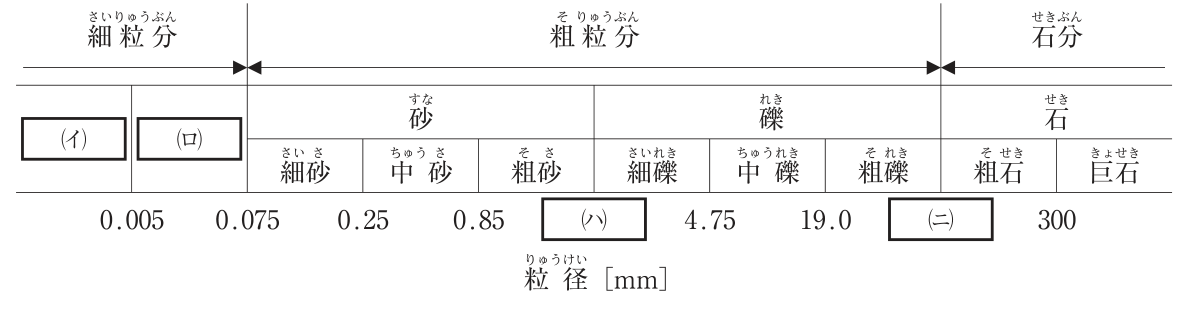 さいりゅうぶん そりゅうぶん せきぶん
細粒分 粗粒分 石分
すな れき せき
(イ) (ロ) 砂 礫 石
さいさ ちゅうさ そさ さいれき ちゅうれき それき そせき きょせき
細砂 中砂 粗砂 細礫 中礫 粗礫 粗石 巨石
0.005 0.075 0.25 0.85 (ハ) 4.75 19.0 (ニ) 300
りゅうけい
粒径 [mm]